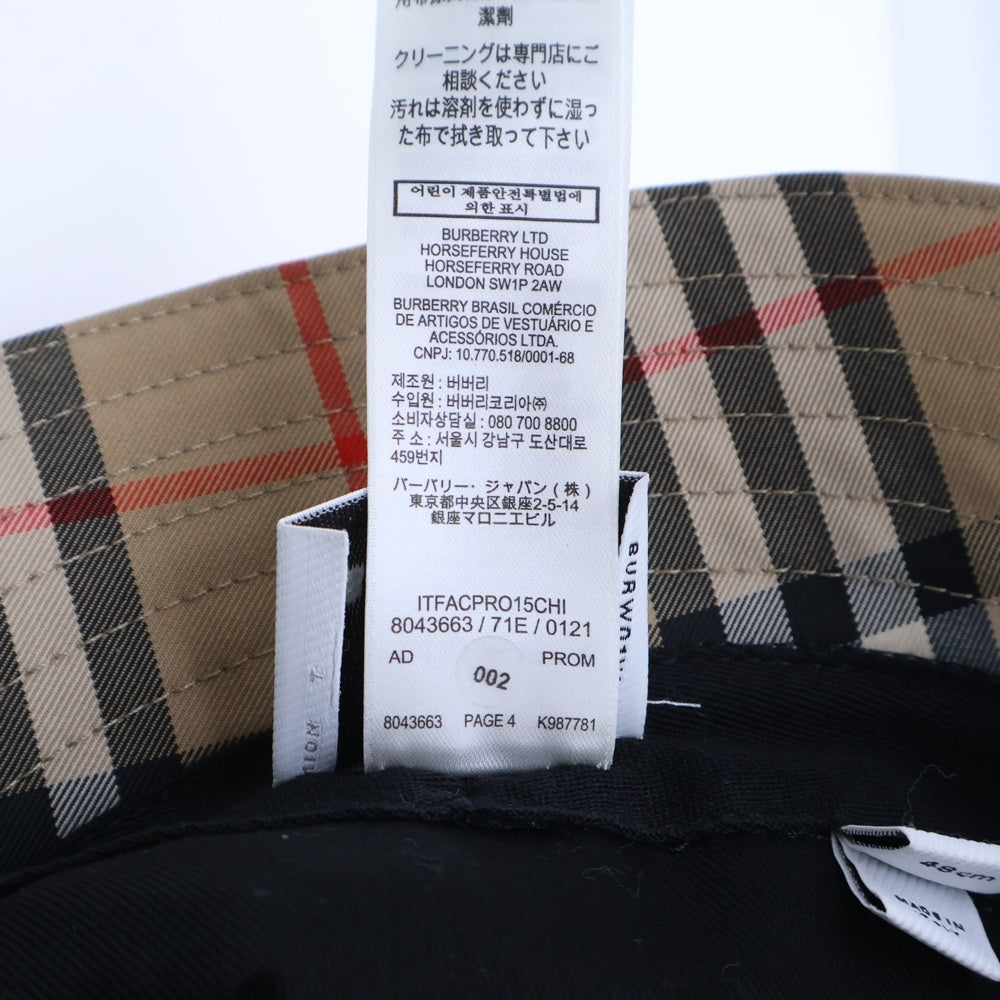 潔劑
クリーニングは専門店にご
相談ください
汚れは溶剤を使わずに湿っ
た布で拭き取って下さい
어린이 제품안전특별법에
의한 표시
BURBERRY LTD
HORSEFERRY HOUSE
HORSEFERRY ROAD
LONDON SW1P 2AW
BURBERRY BRASIL COMÉRCIO
DE ARTIGOS DE VESTUÁRIO E
ACESSÓRIOS LTDA.
CNPJ: 10.770.518/0001-68
제조원 : 버버리
수입원 : 버버리코리아㈜
소비자상담실 : 080 700 8800
주 소 : 서울시 강남구 도산대로
459번지
バーバリー・ジャパン (株)
東京都中央区銀座2-5-14
銀座マロニエビル
ITFACPRO15CHI
8043663 / 71E / 0121
AD PROM
002
8043663 PAGE 4 K987781
48cm
MADE IN